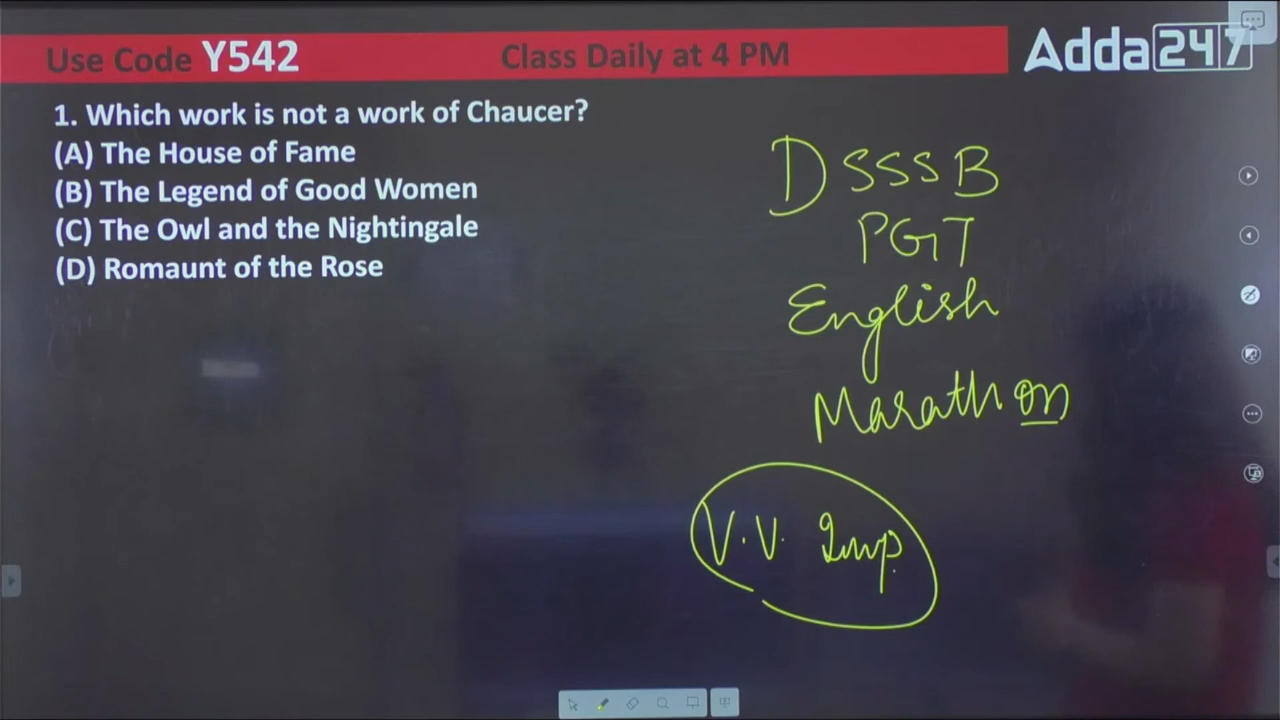 Use Code Y542 Class Daily at 4 PM Adda247
1. Which work is not a work of Chaucer?
(A) The House of Fame
(B) The Legend of Good Women
(C) The Owl and the Nightingale
(D) Romaunt of the Rose
DSSSB
PGT
English
Marathon
V.V. Imp.